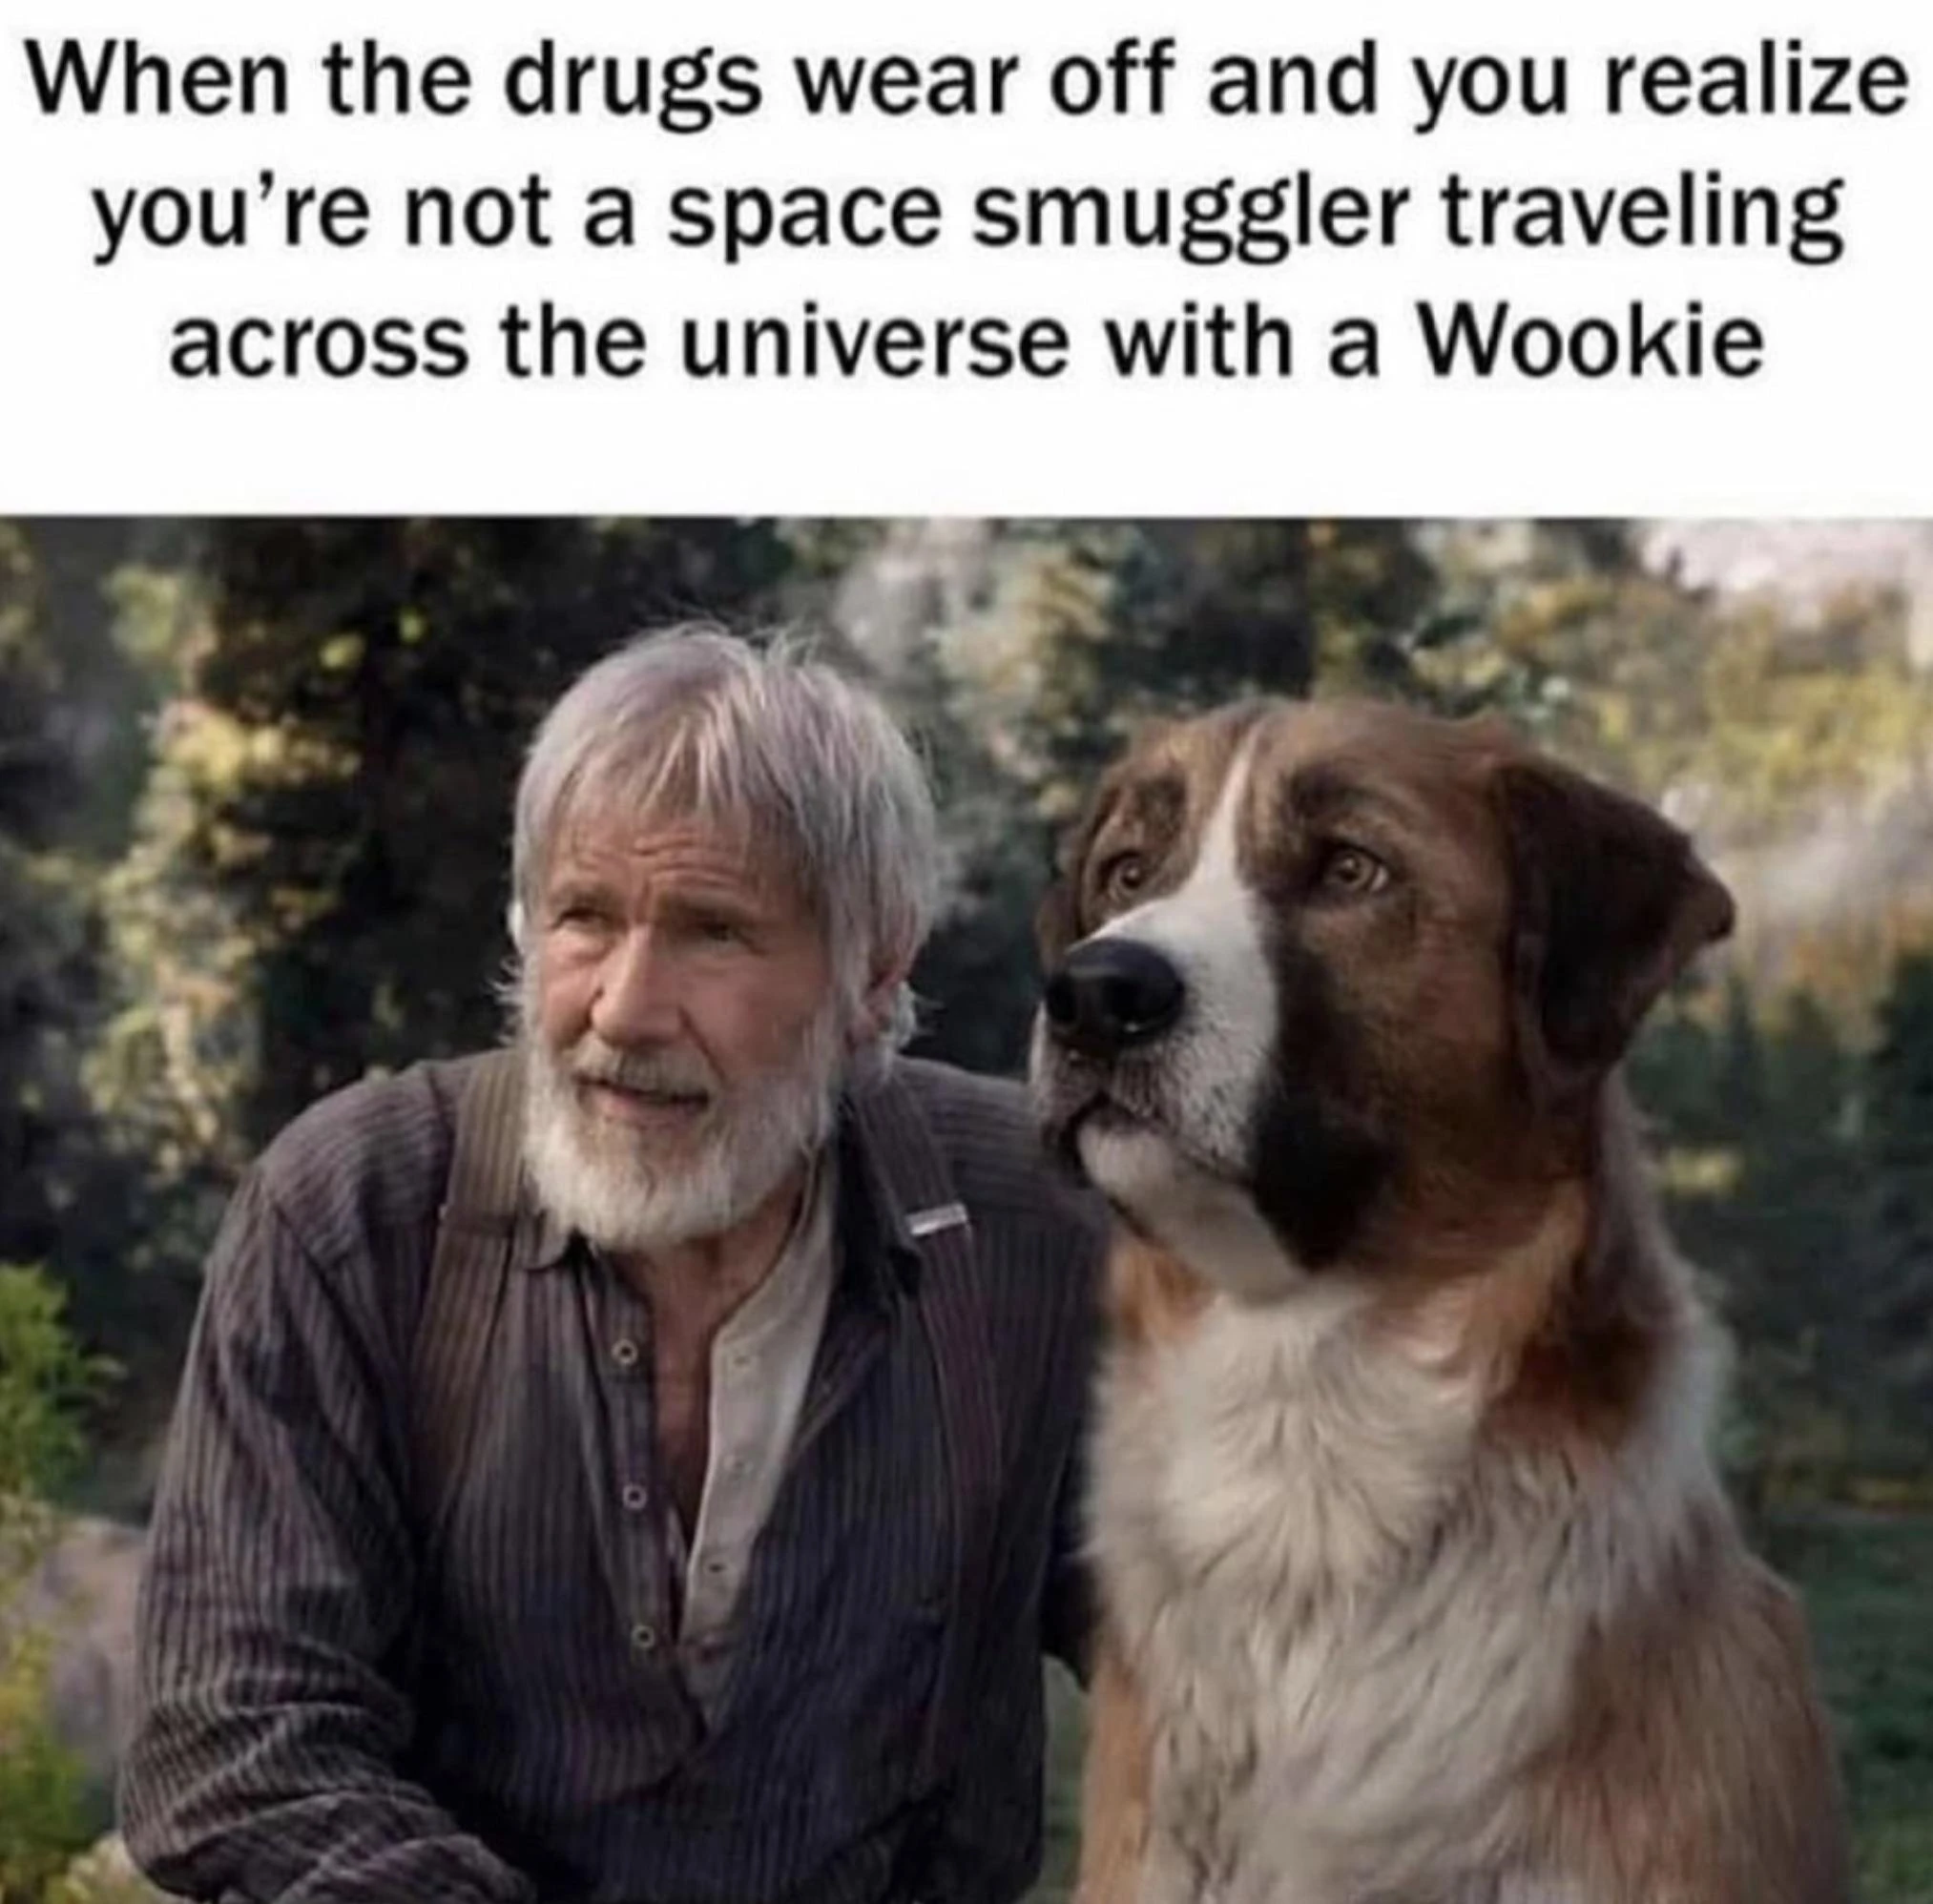 When the drugs wear off and you realize
you’re not a space smuggler traveling
across the universe with a Wookie